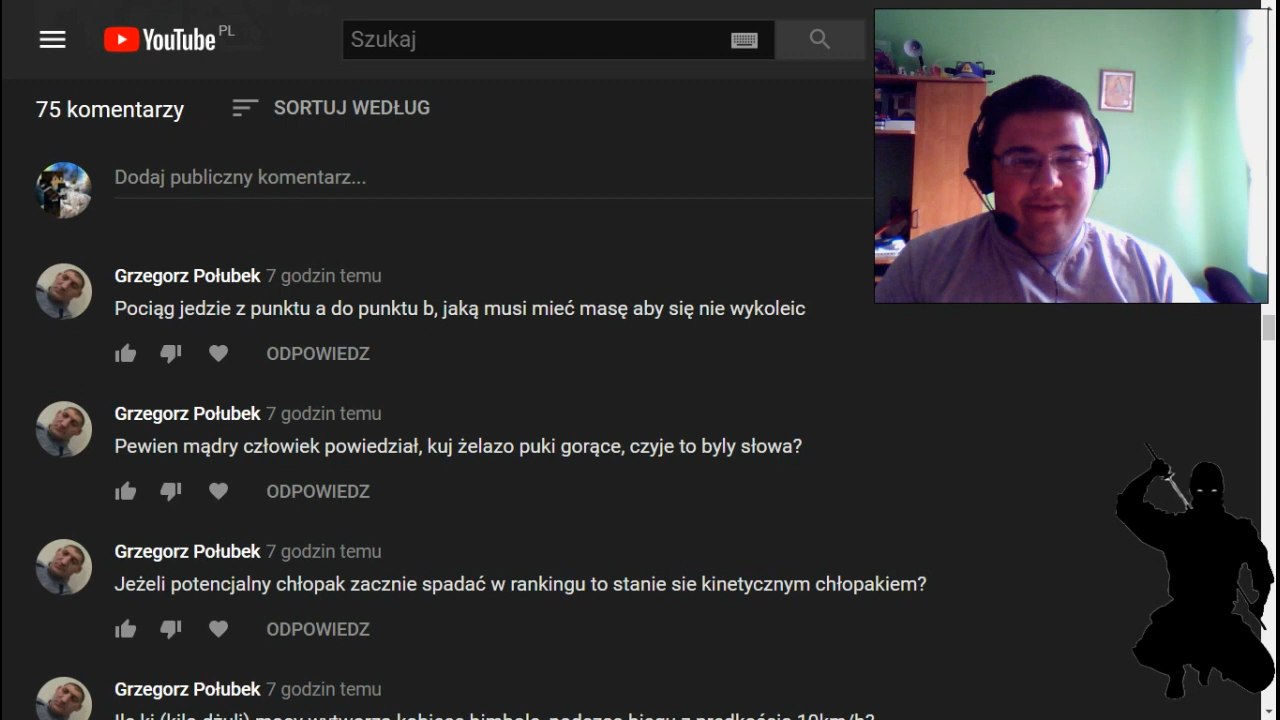 YouTube PL
Szukaj
75 komentarzy
SORTUJ WEDŁUG
Dodaj publiczny komentarz...
Grzegorz Połubek 7 godzin temu
Pociąg jedzie z punktu a do punktu b, jaką musi mieć masę aby się nie wykoleic
ODPOWIEDZ
Grzegorz Połubek 7 godzin temu
Pewien mądry człowiek powiedział, kuj żelazo puki gorące, czyje to byly słowa?
ODPOWIEDZ
Grzegorz Połubek 7 godzin temu
Jeżeli potencjalny chłopak zacznie spadać w rankingu to stanie sie kinetycznym chłopakiem?
ODPOWIEDZ
Grzegorz Połubek 7 godzin temu